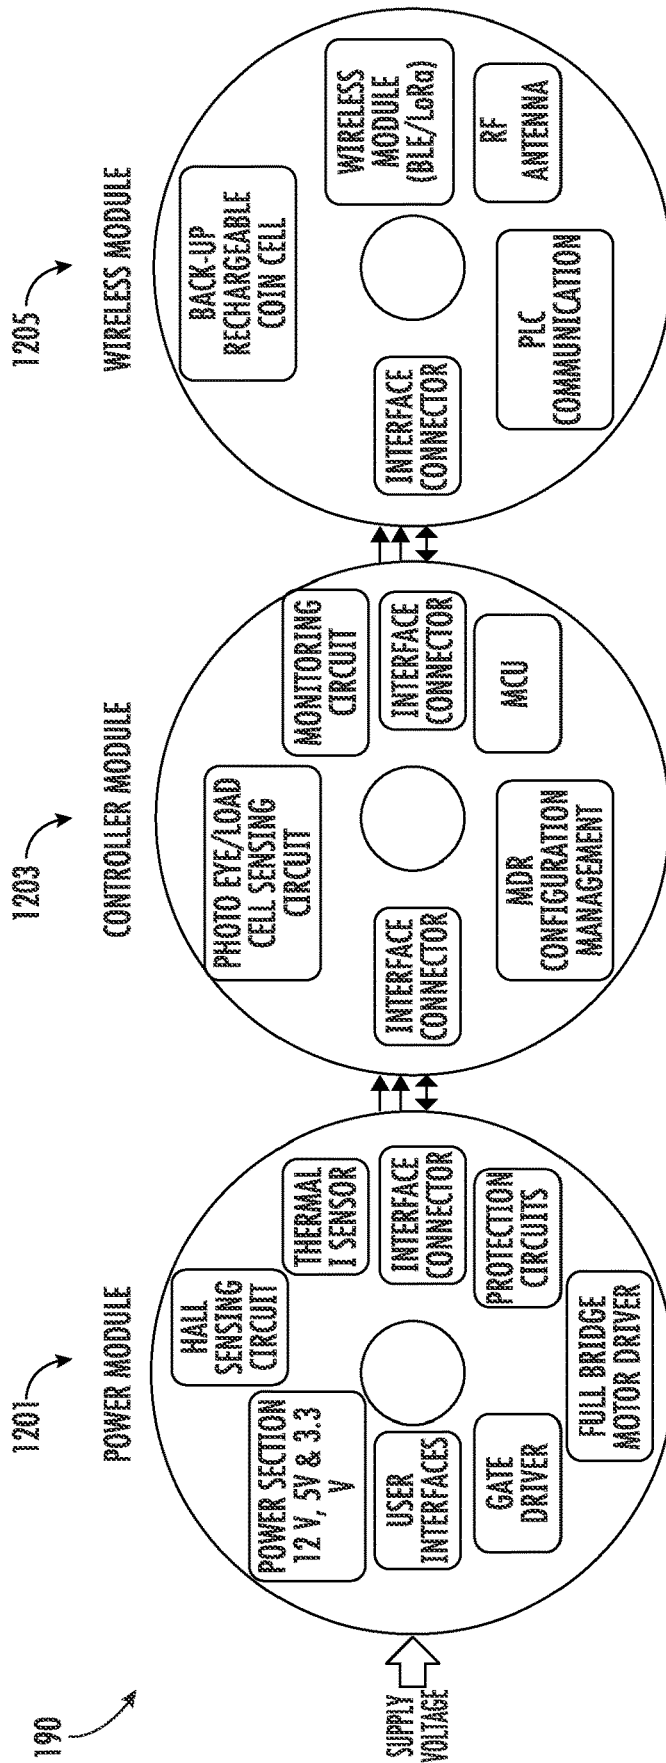 190
SUPPLY
VOLTAGE
1201
POWER MODULE
HALL
SENSING
CIRCUIT
POWER SECTION
12 V, 5V & 3.3
V
THERMAL
I SENSOR
USER
INTERFACES
INTERFACE
CONNECTOR
GATE
DRIVER
PROTECTION
CIRCUITS
FULL BRIDGE
MOTOR DRIVER
1203
CONTROLLER MODULE
PHOTO EYE/LOAD
CELL SENSING
CIRCUIT
MONITORING
CIRCUIT
INTERFACE
CONNECTOR
INTERFACE
CONNECTOR
MDR
CONFIGURATION
MANAGEMENT
MCU
1205
WIRELESS MODULE
BACK-UP
RECHARGEABLE
COIN CELL
WIRELESS
MODULE
(BLE/LoRa)
INTERFACE
CONNECTOR
PLC
COMMUNICATION
RF
ANTENNA